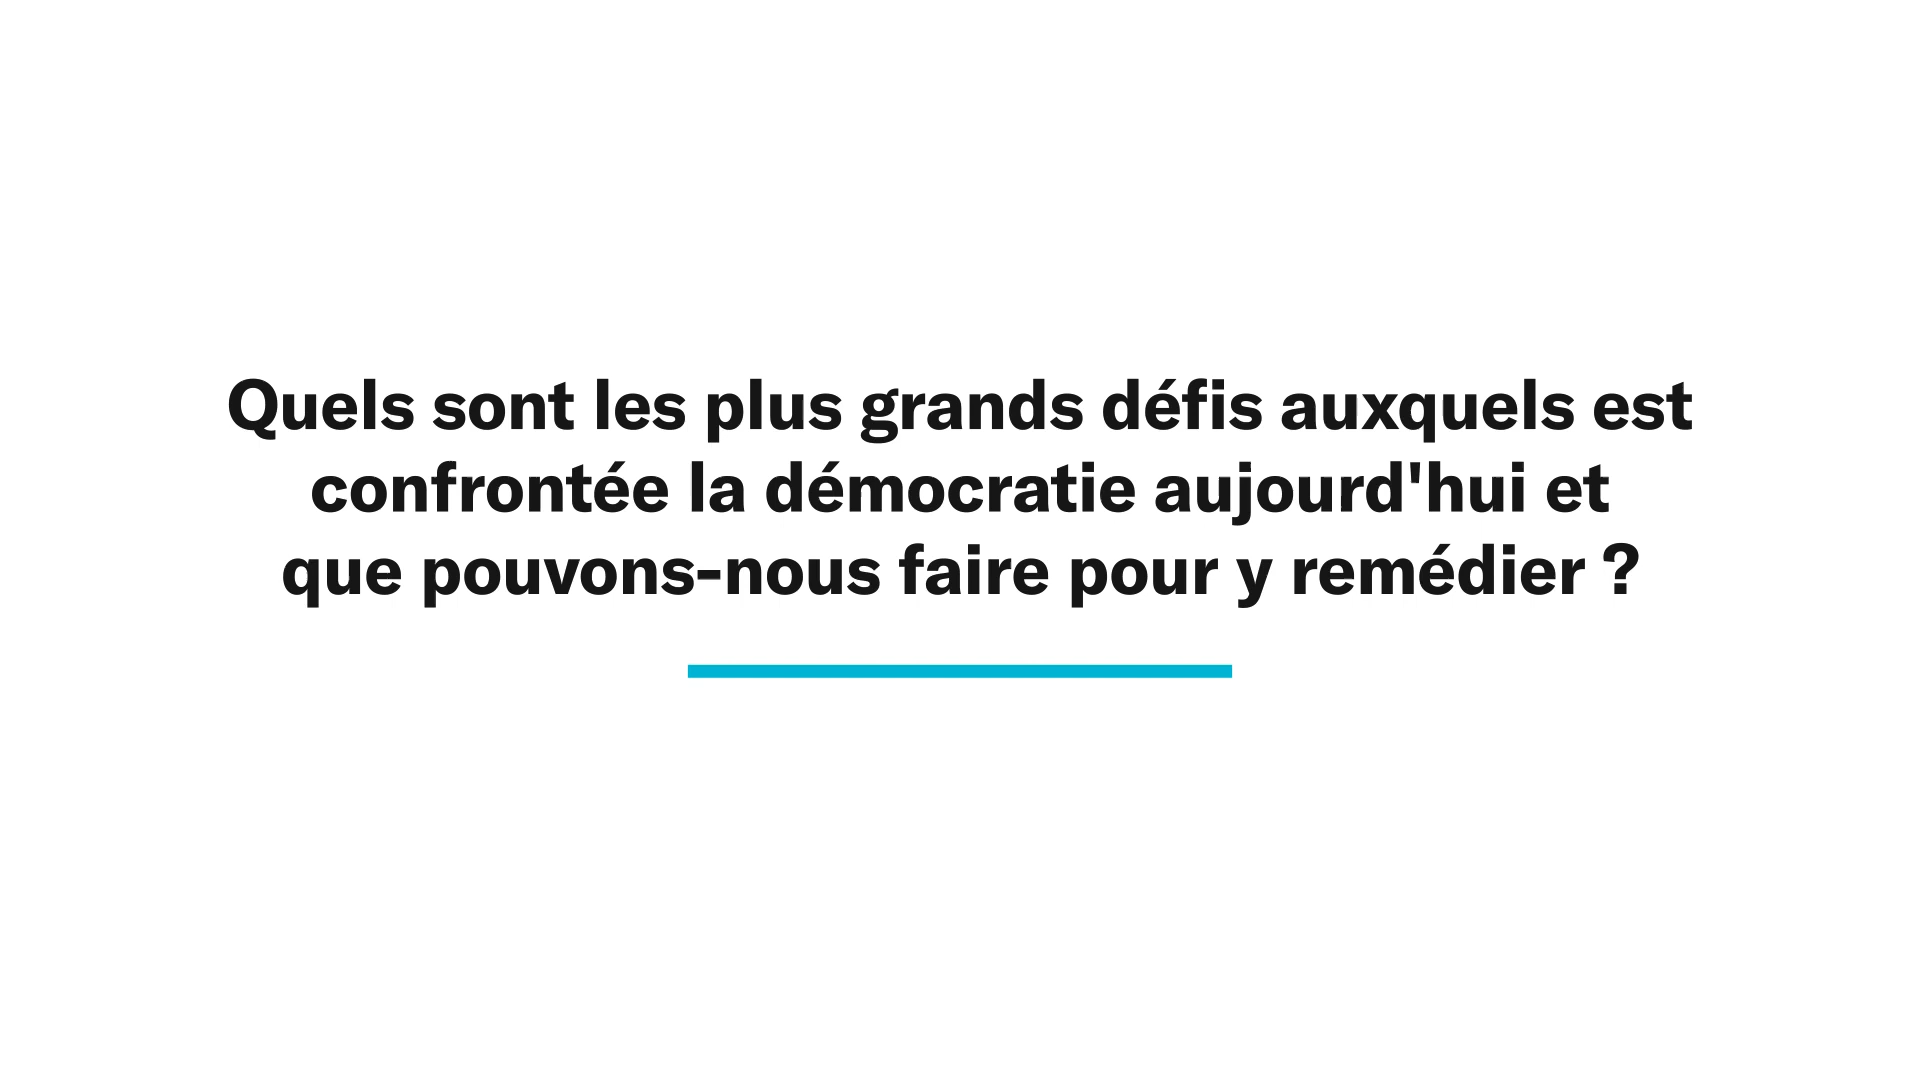 Quels sont les plus grands défis auxquels est
confrontée la démocratie aujourd'hui et
que pouvons-nous faire pour y remédier ?